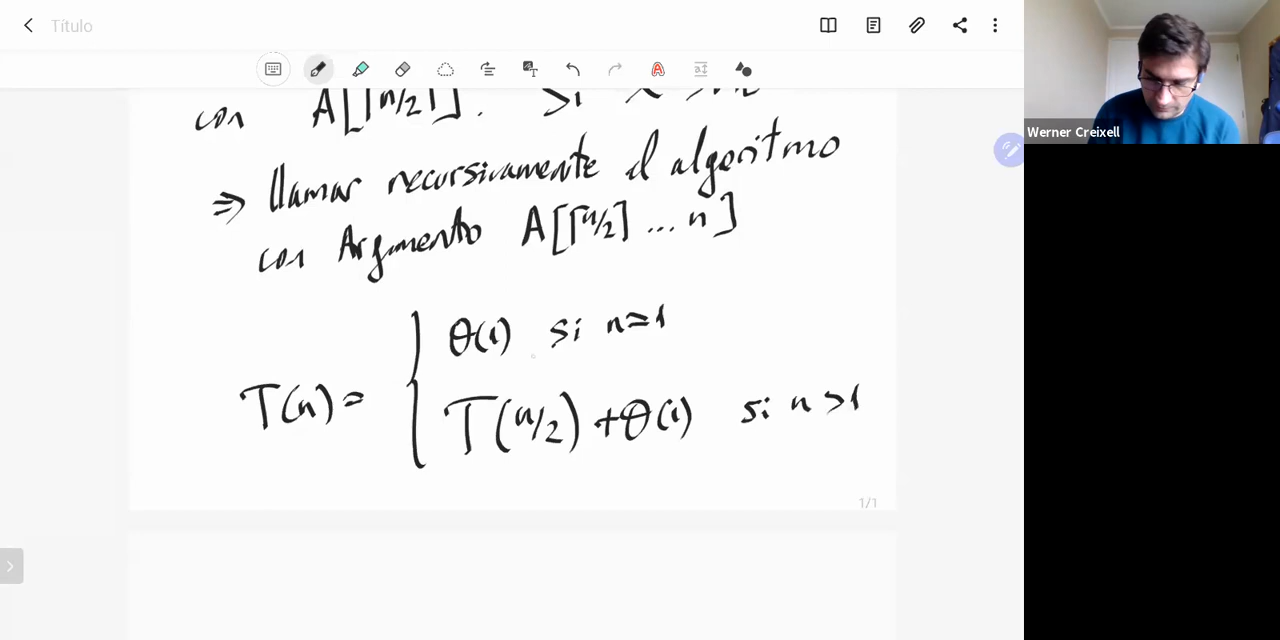 Título
con A[⌈n/2⌉]. Si
⇒ llamar recursivamente el algoritmo
con Argumento A[⌈n/2⌉ ... n]
T(n) = { θ(1) si n=1
T(n/2) + θ(1) si n>1
1/1
Werner Creixell